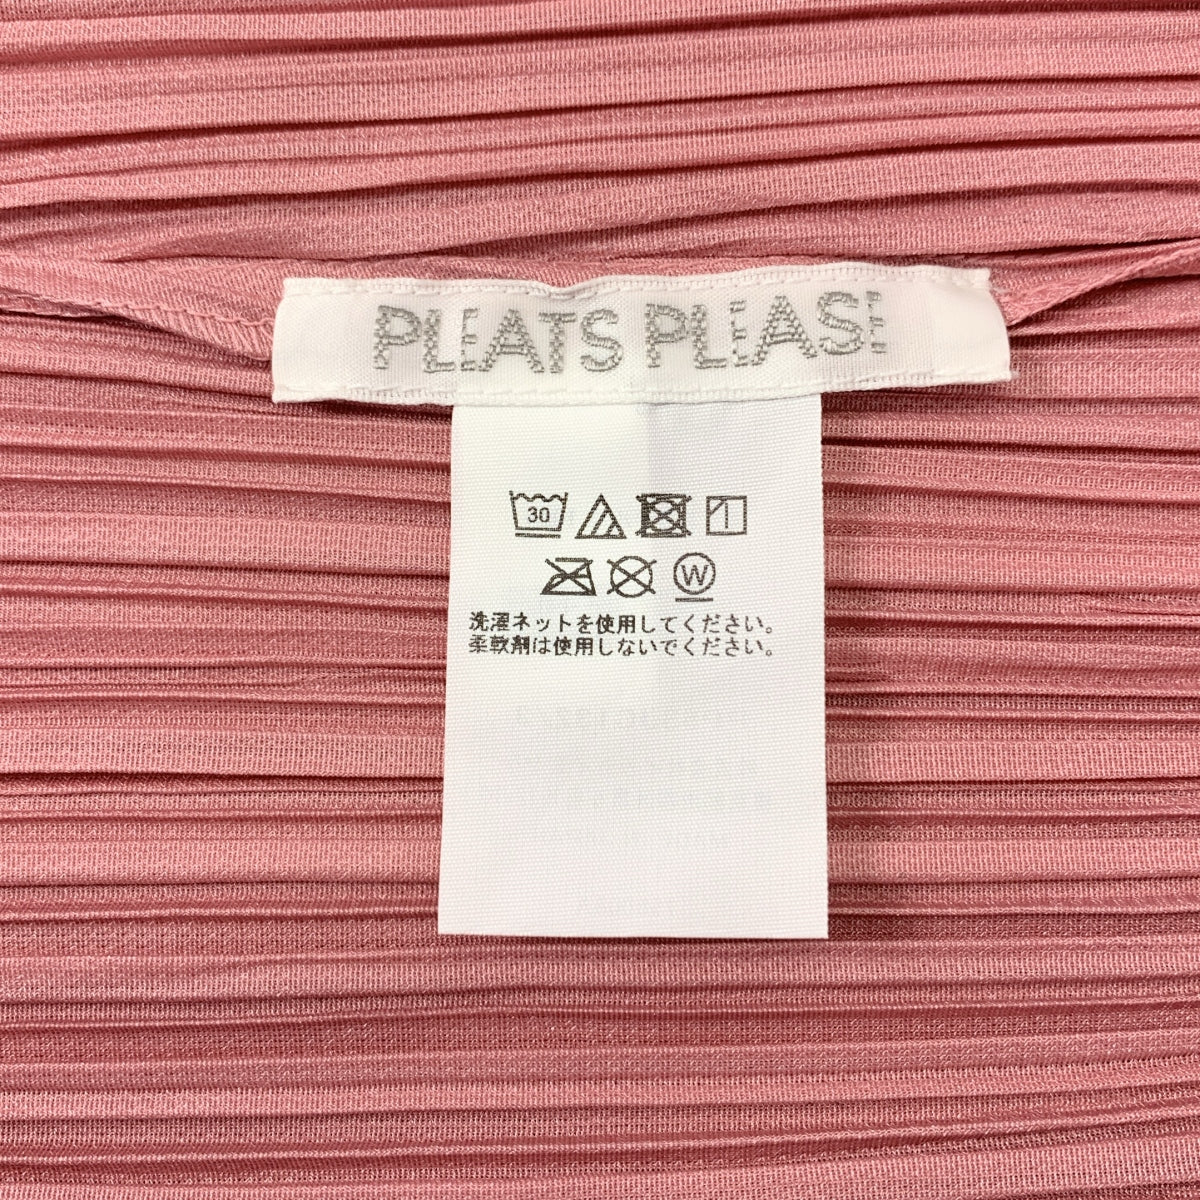 PLEATS PLEASE
30
W
洗濯ネットを使用してください。
柔軟剤は使用しないでください。